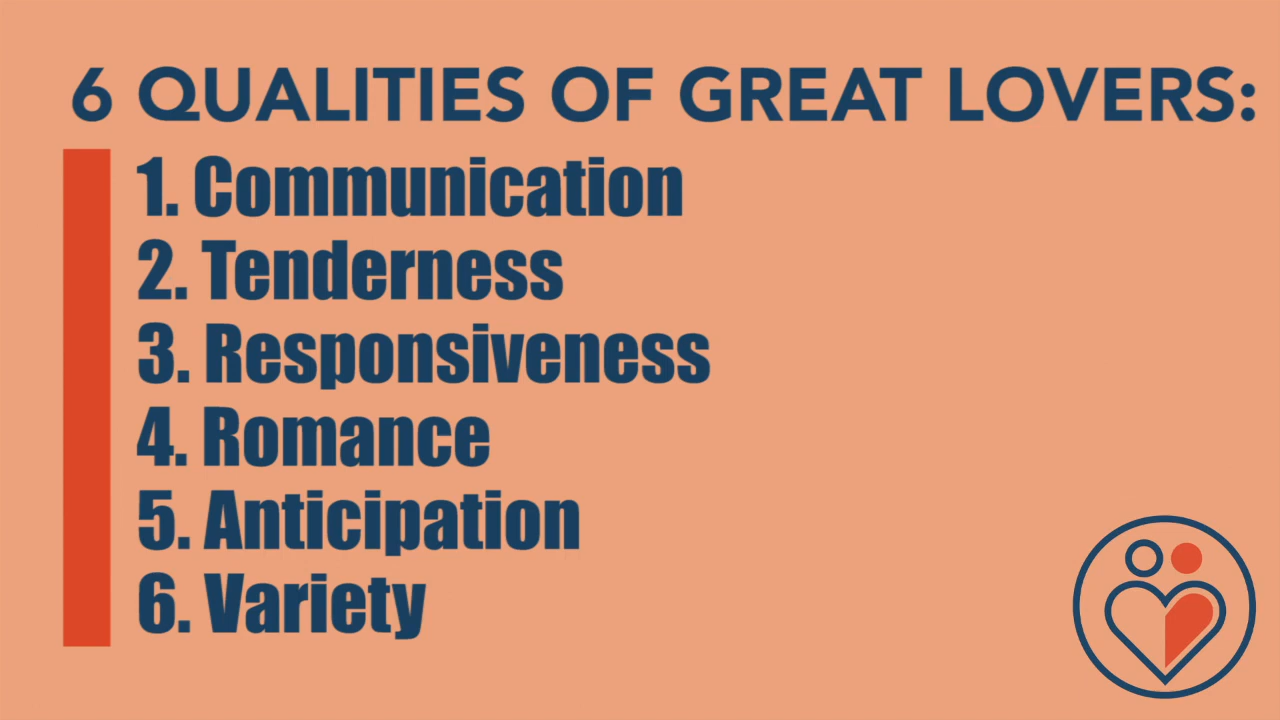 6 QUALITIES OF GREAT LOVERS:
1. Communication
2. Tenderness
3. Responsiveness
4. Romance
5. Anticipation
6. Variety